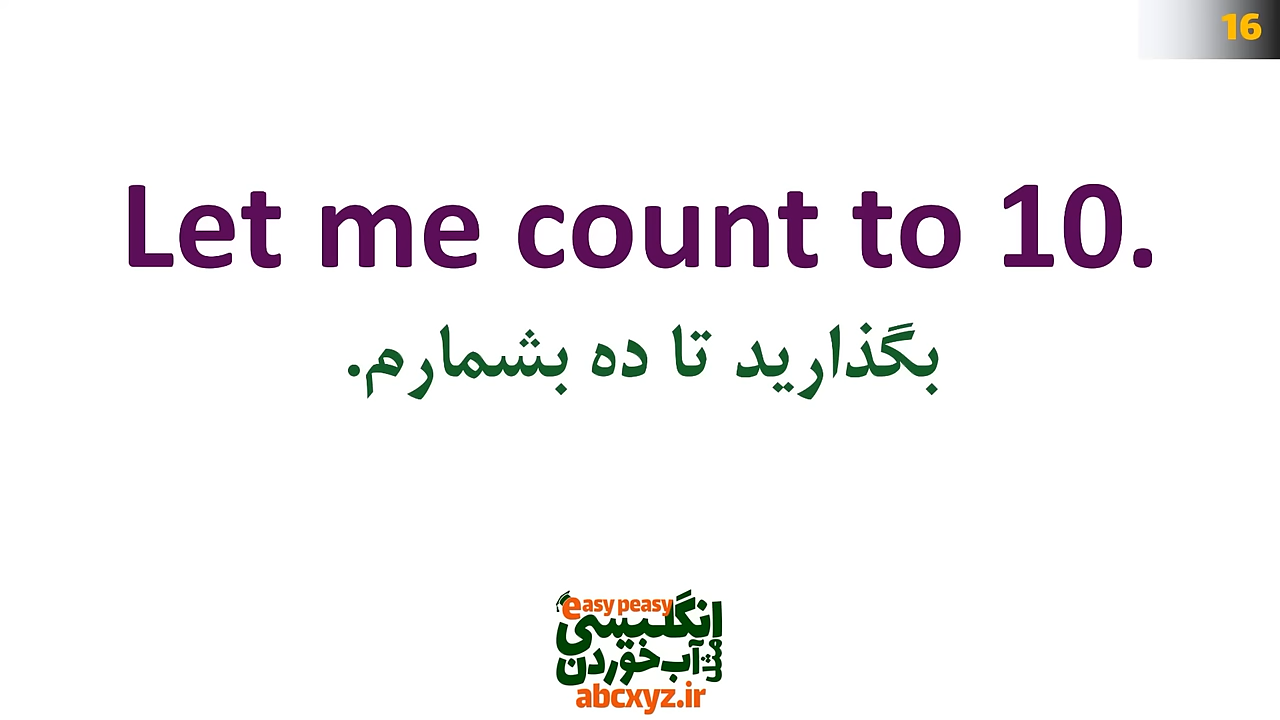 16
Let me count to 10.
بگذارید تا ده بشمارم.
easy peasy
انگلیسی
مثل آب خوردن
abcxyz.ir